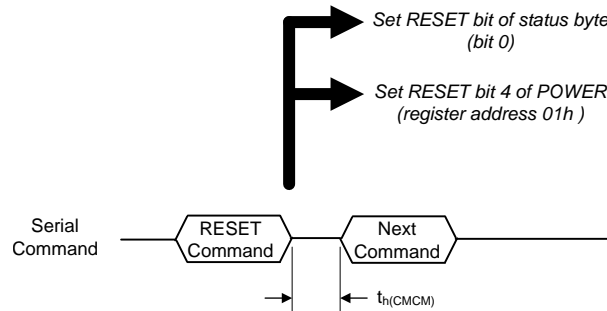 Set RESET bit of status byte
(bit 0)
Set RESET bit 4 of POWER
(register address 01h )
Serial
Command
RESET
Command
Next
Command
th(CMCM)